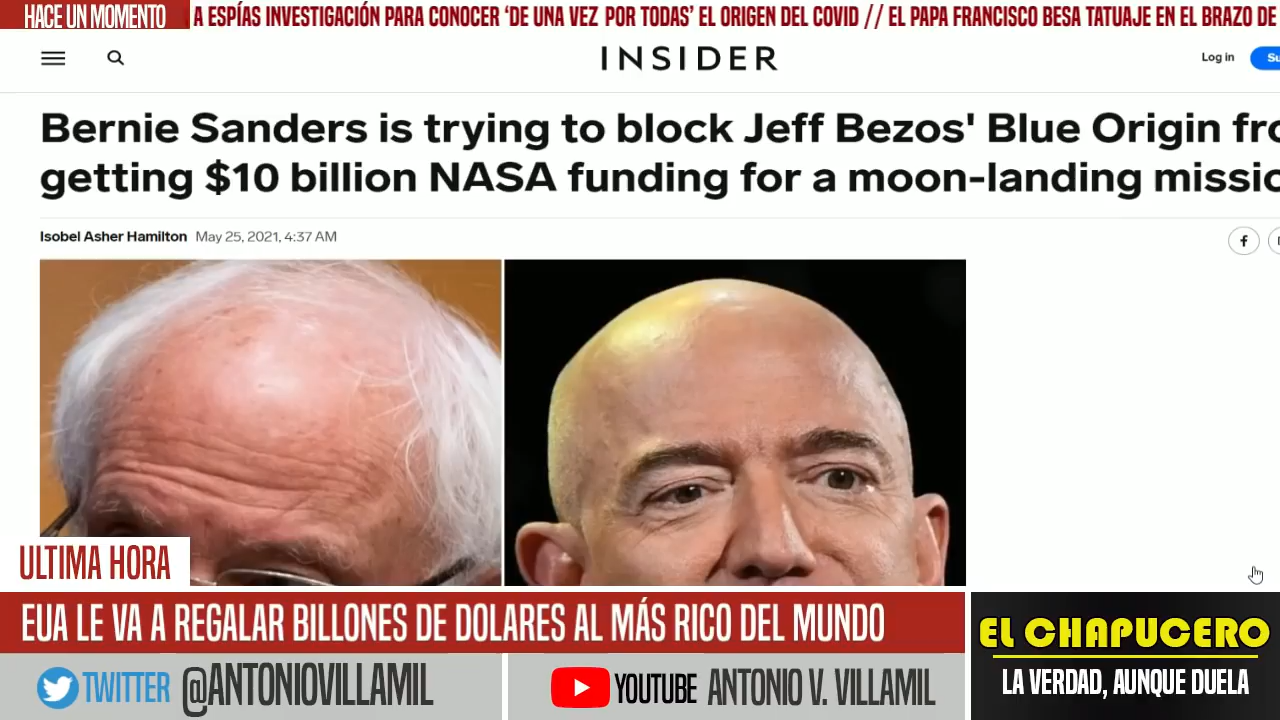 HACE UN MOMENTO
A ESPÍAS INVESTIGACIÓN PARA CONOCER ‘DE UNA VEZ POR TODAS’ EL ORIGEN DEL COVID // EL PAPA FRANCISCO BESA TATUAJE EN EL BRAZO DE
INSIDER
Log in
Su
Bernie Sanders is trying to block Jeff Bezos' Blue Origin fro
getting $10 billion NASA funding for a moon-landing missio
Isobel Asher Hamilton May 25, 2021, 4:37 AM
ULTIMA HORA
EUA LE VA A REGALAR BILLONES DE DOLARES AL MÁS RICO DEL MUNDO
EL CHAPUCERO
LA VERDAD, AUNQUE DUELA
TWITTER @ANTONIOVILLAMIL
YOUTUBE ANTONIO V. VILLAMIL